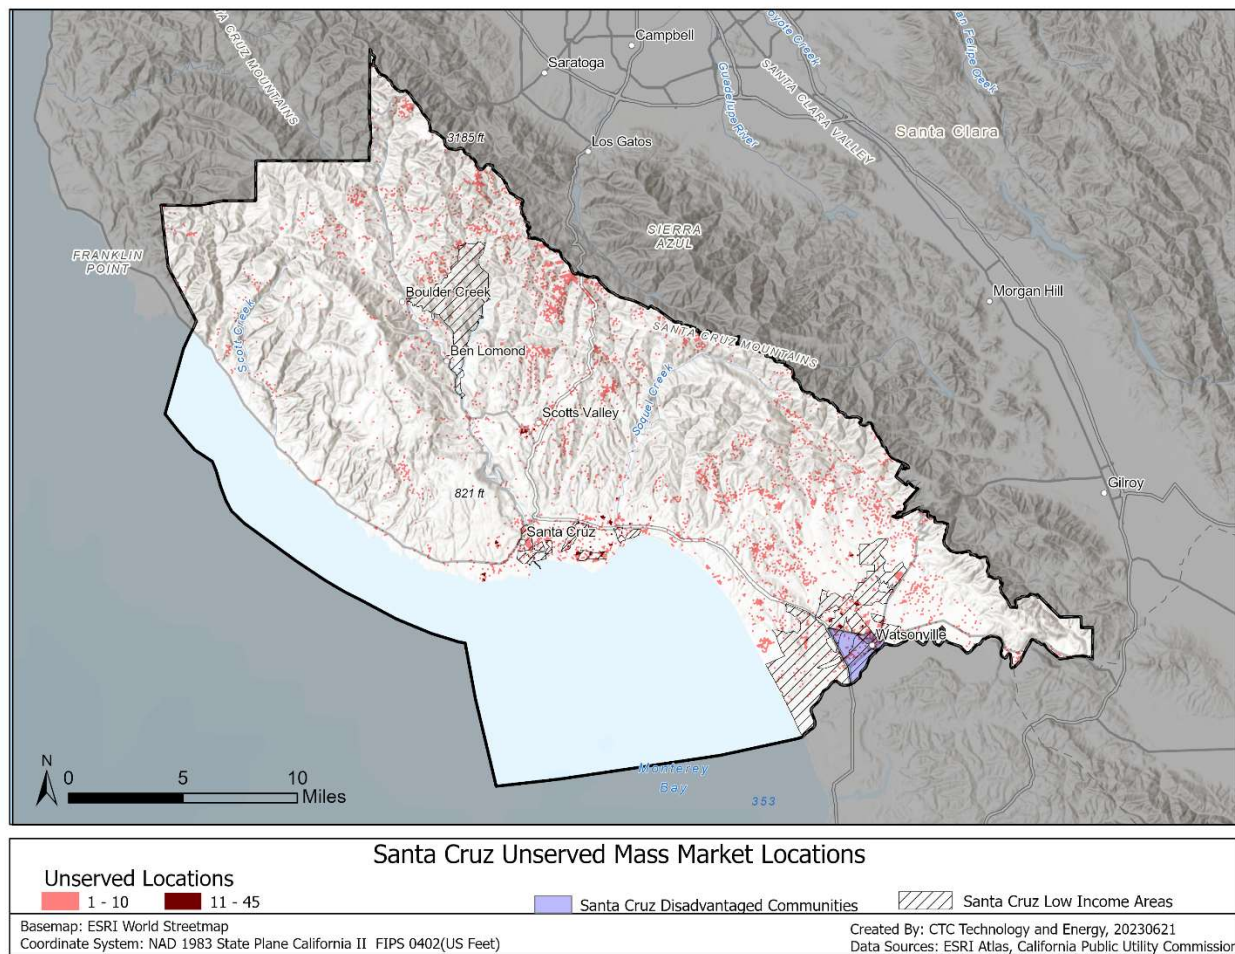 Campbell
Saratoga
CRUZ MOUNTAINS
Coyote Creek
San Felipe Creek
Guadelupe River
SANTA CLARA VALLEY
Santa Clara
3185 ft
Los Gatos
SIERRA
AZUL
FRANKLIN
POINT
Boulder Creek
Morgan Hill
Scott Creek
SANTA CRUZ MOUNTAINS
Ben Lomond
Soquel Creek
Scotts Valley
821 ft
Gilroy
Santa Cruz
Watsonville
N
0 5 10
Miles
Monterey
Bay
353
Santa Cruz Unserved Mass Market Locations
Unserved Locations
1 - 10 11 - 45 Santa Cruz Disadvantaged Communities Santa Cruz Low Income Areas
Basemap: ESRI World Streetmap
Coordinate System: NAD 1983 State Plane California II FIPS 0402(US Feet)
Created By: CTC Technology and Energy, 20230621
Data Sources: ESRI Atlas, California Public Utility Commission